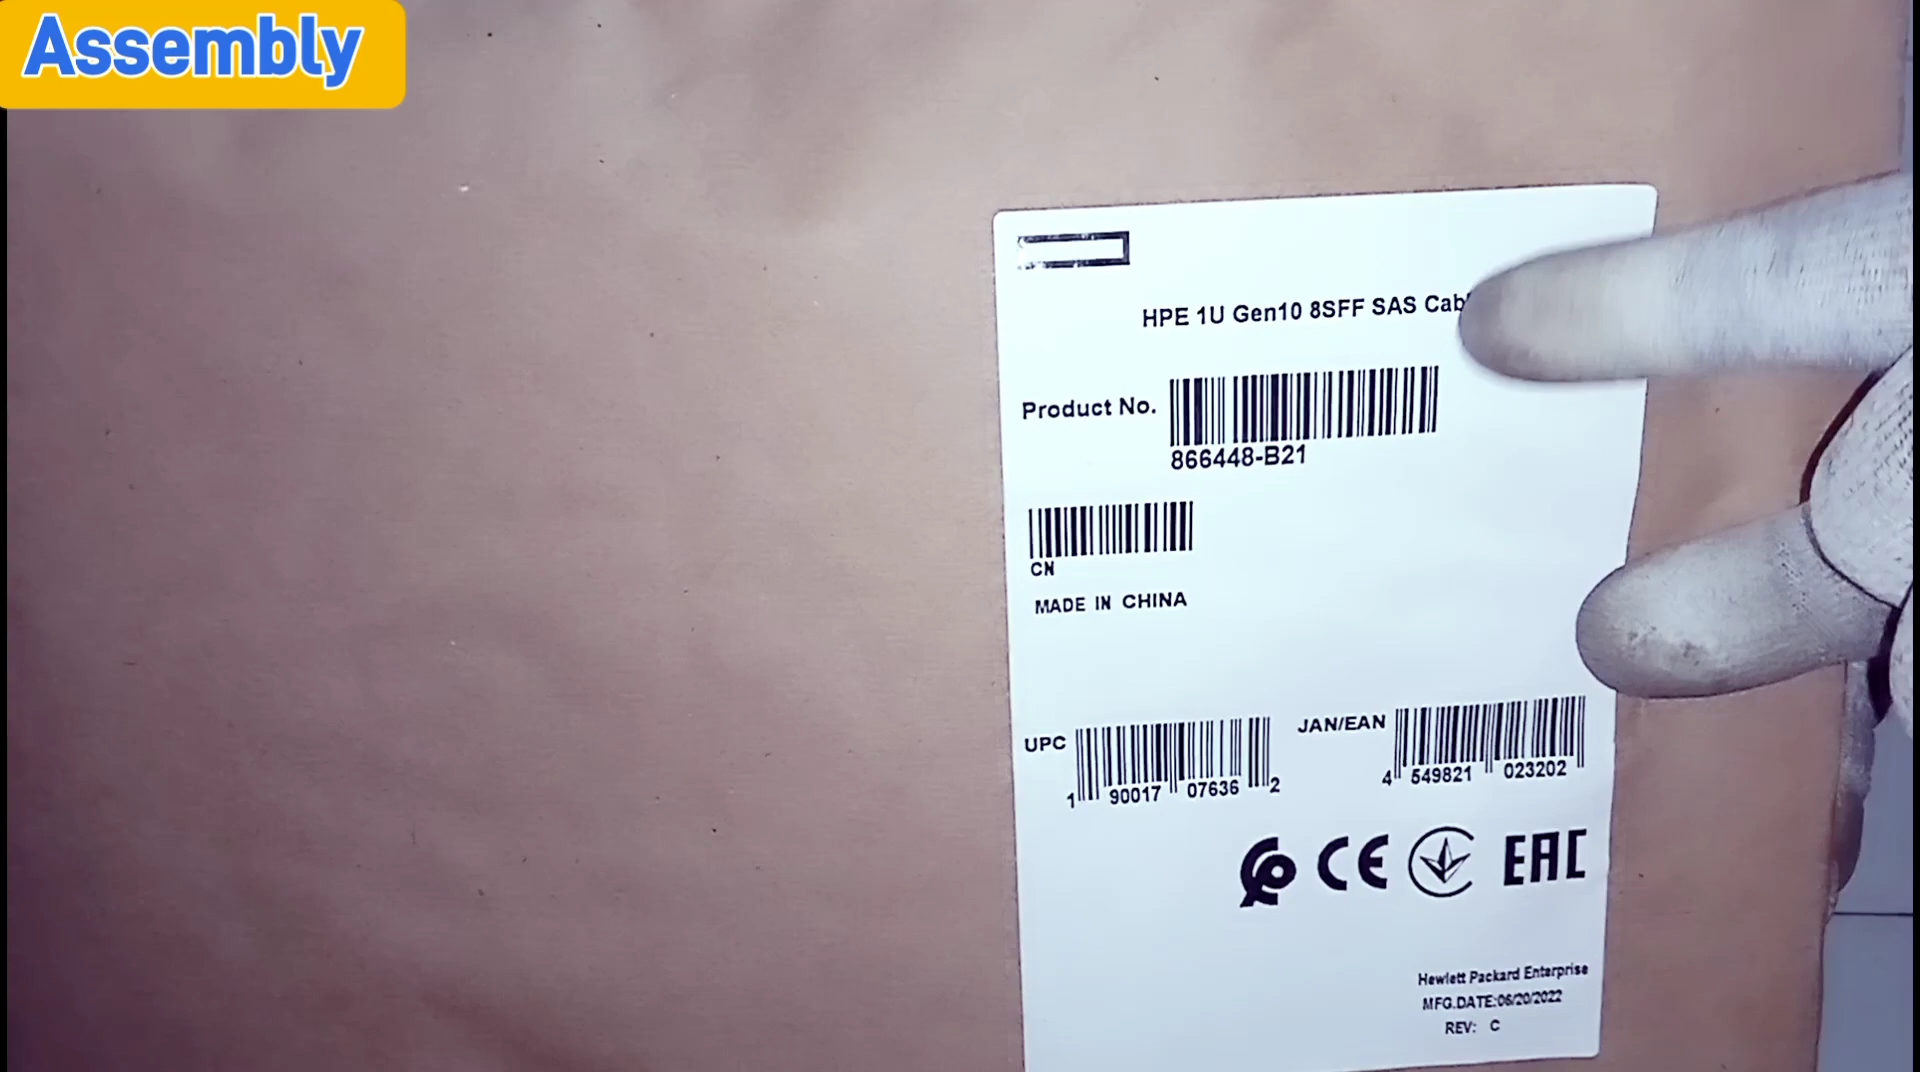 Assembly
HPE 1U Gen10 8SFF SAS
Product No.
866448-B21
CN
MADE IN CHINA
UPC
1 90017 07636 2
JAN/EAN
4 549821 023202
CE
EAC
Hewlett Packard Enterprise
MFG.DATE:06/20/2022
REV: C